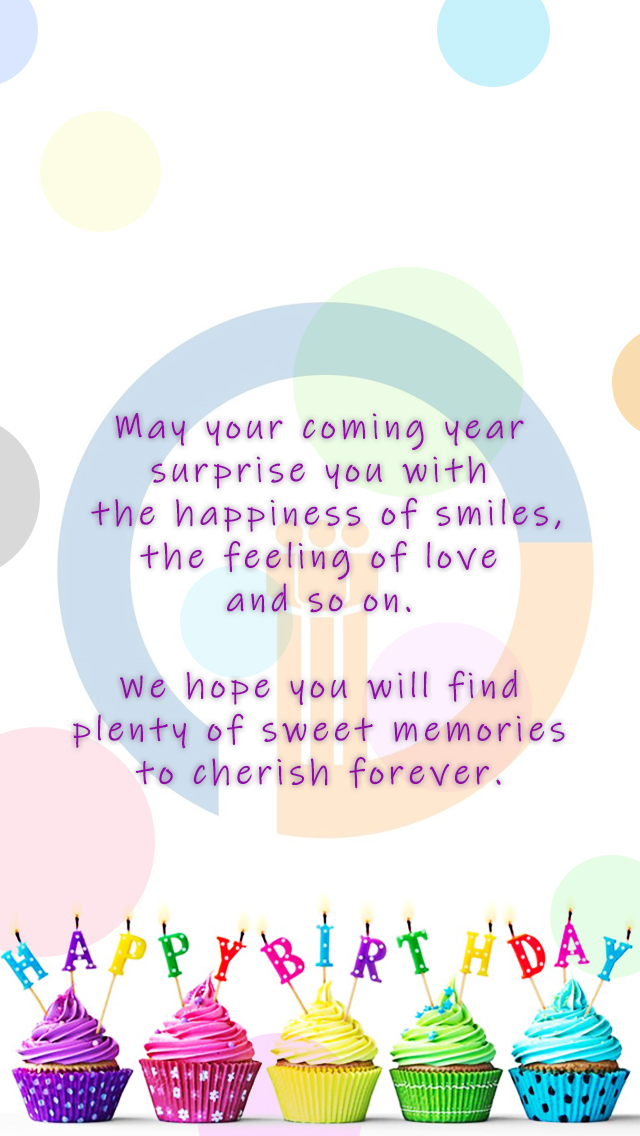 May your coming year
surprise you with
the happiness of smiles,
the feeling of love
and so on.
We hope you will find
plenty of sweet memories
to cherish forever.
HAPPY BIRTHDAY